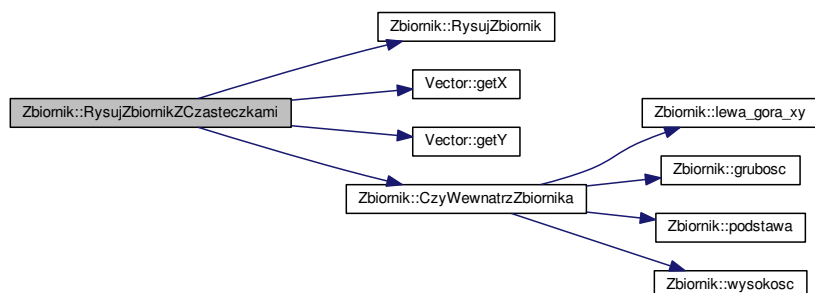 Zbiornik::RysujZbiornik
Vector::getX
Zbiornik::RysujZbiornikZCzasteczkami
Zbiornik::lewa_gora_xy
Vector::getY
Zbiornik::grubosc
Zbiornik::CzyWewnatrzZbiornika
Zbiornik::podstawa
Zbiornik::wysokosc